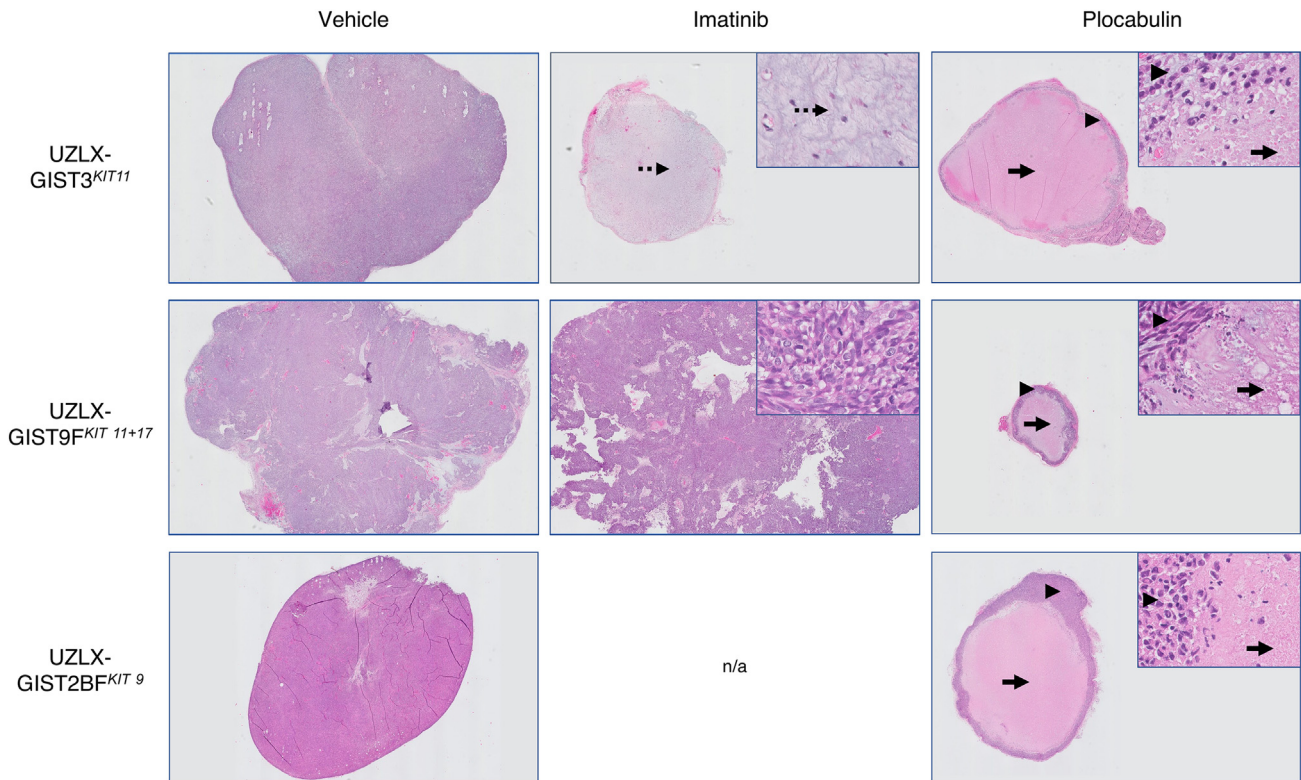 Vehicle
Imatinib
Plocabulin
UZLX-
GIST3KIT11
UZLX-
GIST9FKIT 11+17
UZLX-
GIST2BFKIT 9
n/a